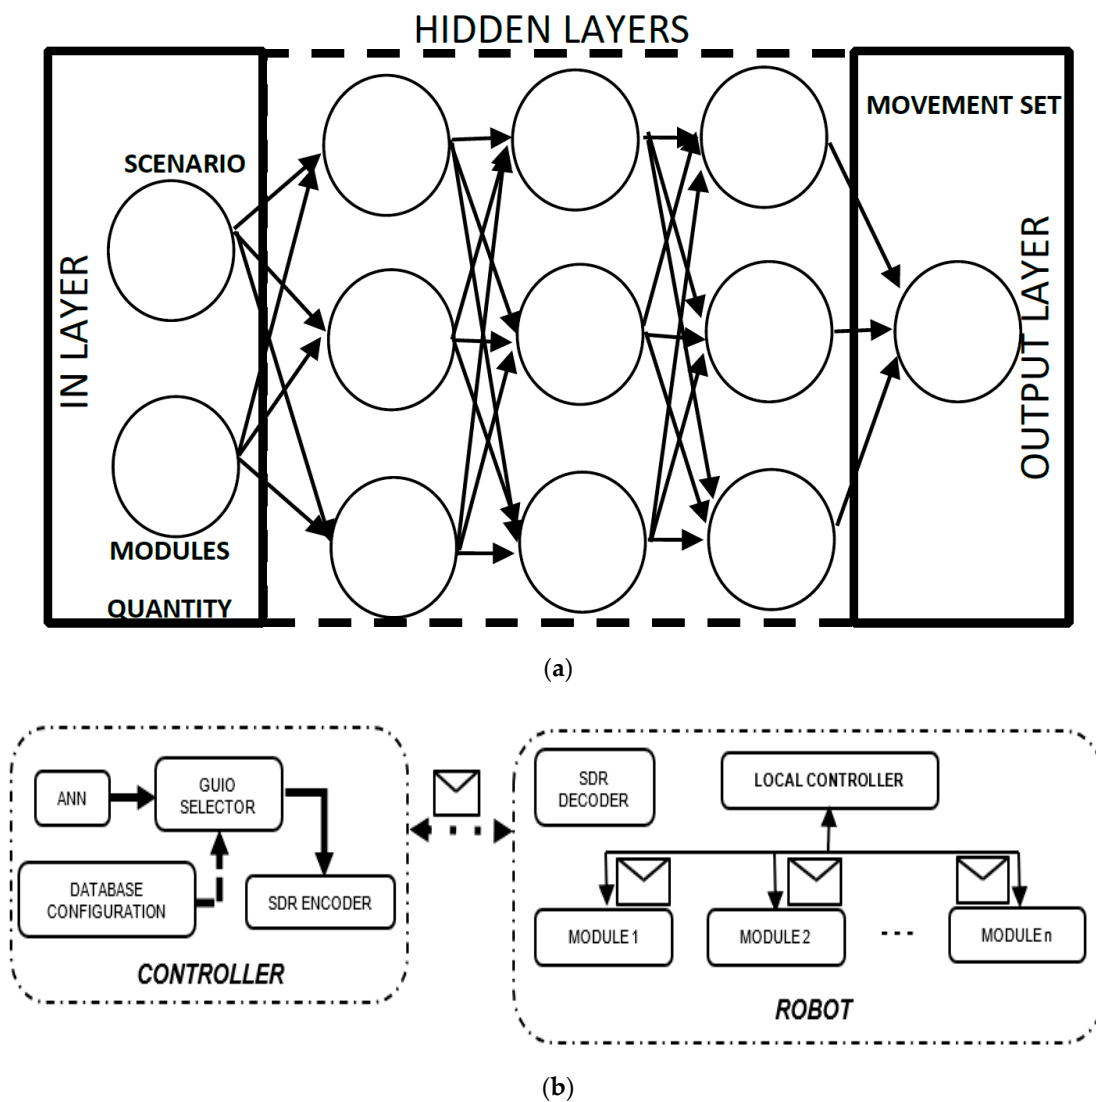 HIDDEN LAYERS
MOVEMENT SET
SCENARIO
IN LAYER
OUTPUT LAYER
MODULES
QUANTITY
(a)
ANN
GUIO
SELECTOR
DATABASE
CONFIGURATION
SDR ENCODER
CONTROLLER
SDR
DECODER
LOCAL CONTROLLER
MODULE 1
MODULE 2
MODULE n
ROBOT
(b)